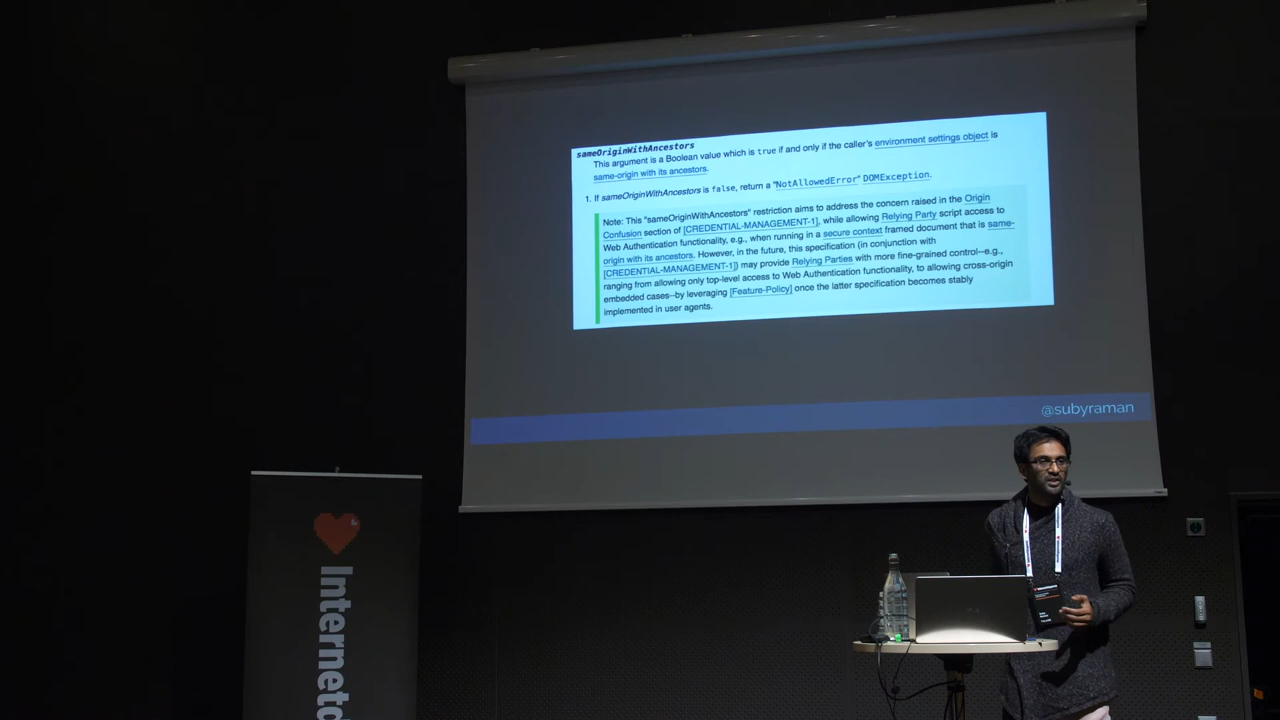 sameOriginWithAncestors
This argument is a Boolean value which is true if and only if the caller's environment settings object is
same-origin with its ancestors.
1. If sameOriginWithAncestors is false, return a "NotAllowedError" DOMException.
Note: This "sameOriginWithAncestors" restriction aims to address the concern raised in the Origin
Confusion section of [CREDENTIAL-MANAGEMENT-1], while allowing Relying Party script access to
Web Authentication functionality, e.g., when running in a secure context framed document that is same-
origin with its ancestors. However, in the future, this specification (in conjunction with
[CREDENTIAL-MANAGEMENT-1]) may provide Relying Parties with more fine-grained control--e.g.,
ranging from allowing only top-level access to Web Authentication functionality, to allowing cross-origin
embedded cases--by leveraging [Feature-Policy] once the latter specification becomes stably
implemented in user agents.
@subyraman
Internetd